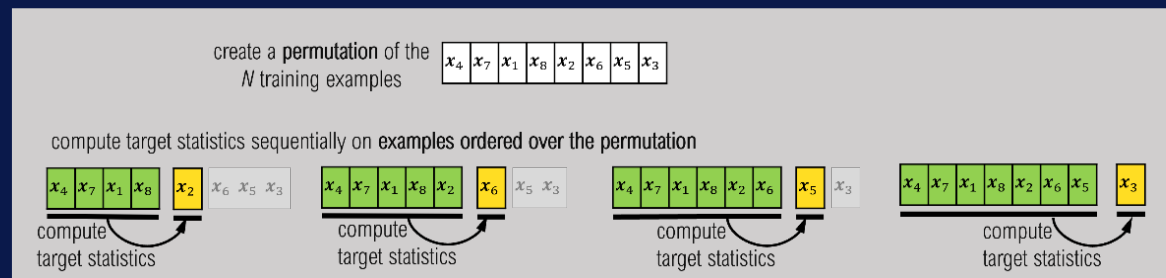 create a permutation of the
N training examples
x₄ x₇ x₁ x₈ x₂ x₆ x₅ x₃
compute target statistics sequentially on examples ordered over the permutation
x₄ x₇ x₁ x₈ x₂ x₆ x₅ x₃
compute
target statistics
x₄ x₇ x₁ x₈ x₂ x₆ x₅ x₃
compute
target statistics
x₄ x₇ x₁ x₈ x₂ x₆ x₅ x₃
compute
target statistics
x₄ x₇ x₁ x₈ x₂ x₆ x₅ x₃
compute
target statistics